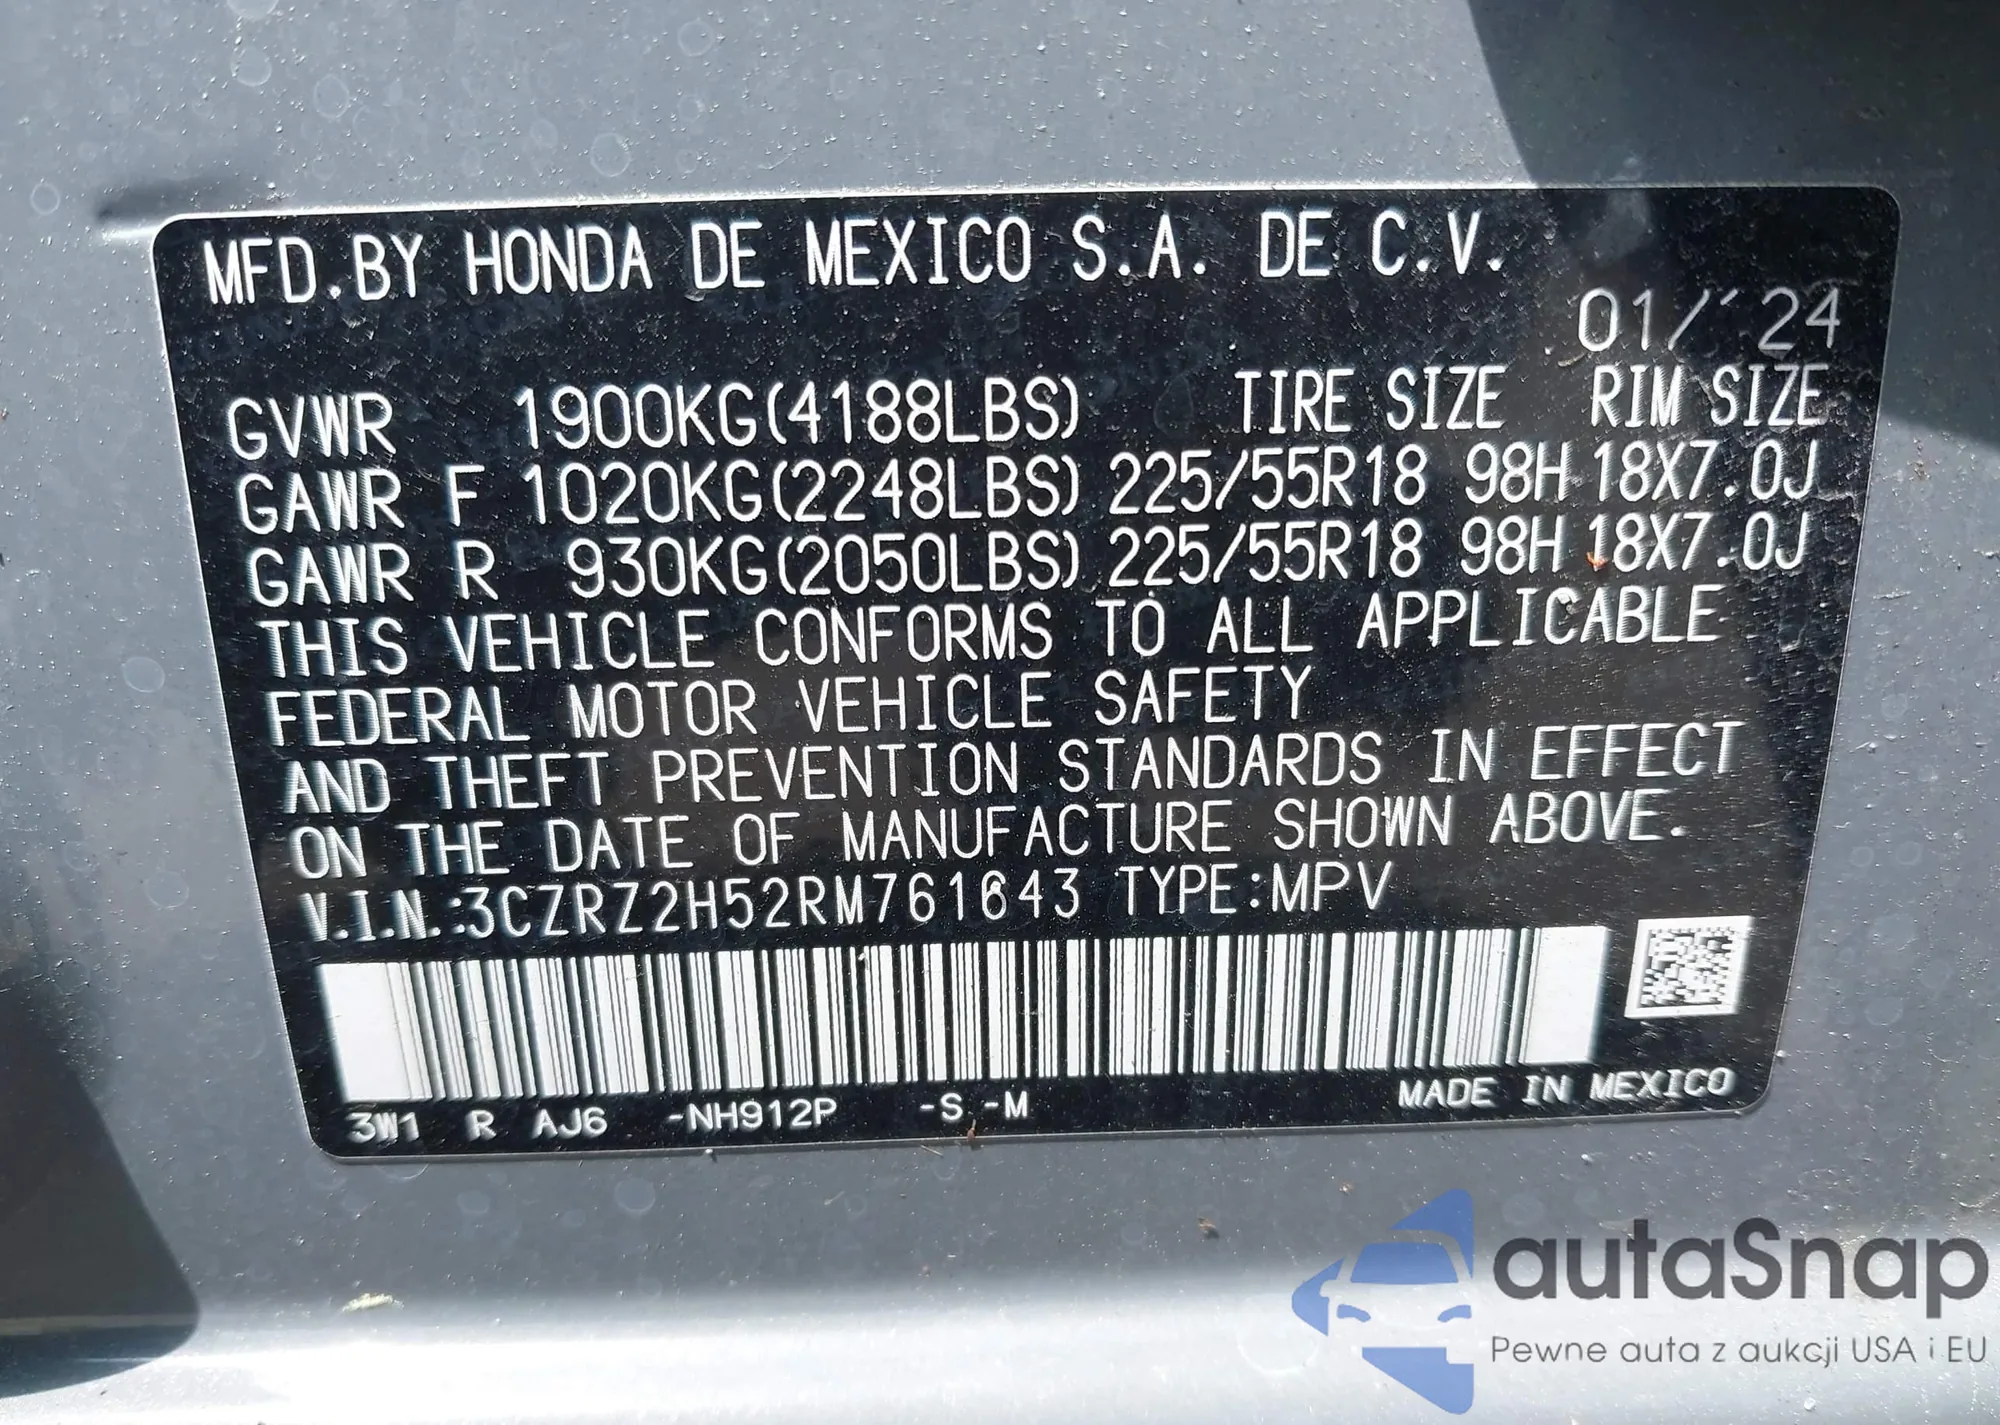 MFD.BY HONDA DE MEXICO S.A. DE C.V.
01/'24
GVWR 1900KG(4188LBS) TIRE SIZE RIM SIZE
GAWR F 1020KG(2248LBS) 225/55R18 98H 18X7.0J
GAWR R 930KG(2050LBS) 225/55R18 98H 18X7.0J
THIS VEHICLE CONFORMS TO ALL APPLICABLE
FEDERAL MOTOR VEHICLE SAFETY
AND THEFT PREVENTION STANDARDS IN EFFECT
ON THE DATE OF MANUFACTURE SHOWN ABOVE.
V.I.N.:3CZRZ2H52RM761643 TYPE:MPV
3W1 R AJ6 -NH912P -S -M MADE IN MEXICO
autaSnap
Pewne auta z aukcji USA i EU